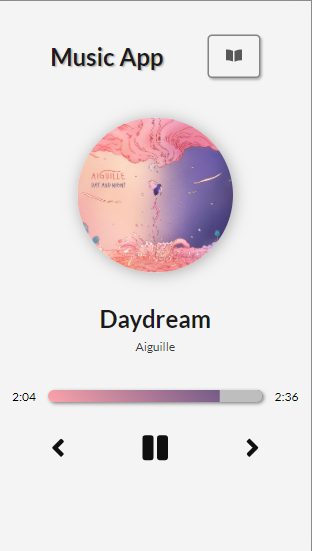 Music App
AIGUILLE
DAY AND NIGHT
Daydream
Aiguille
2:04
2:36